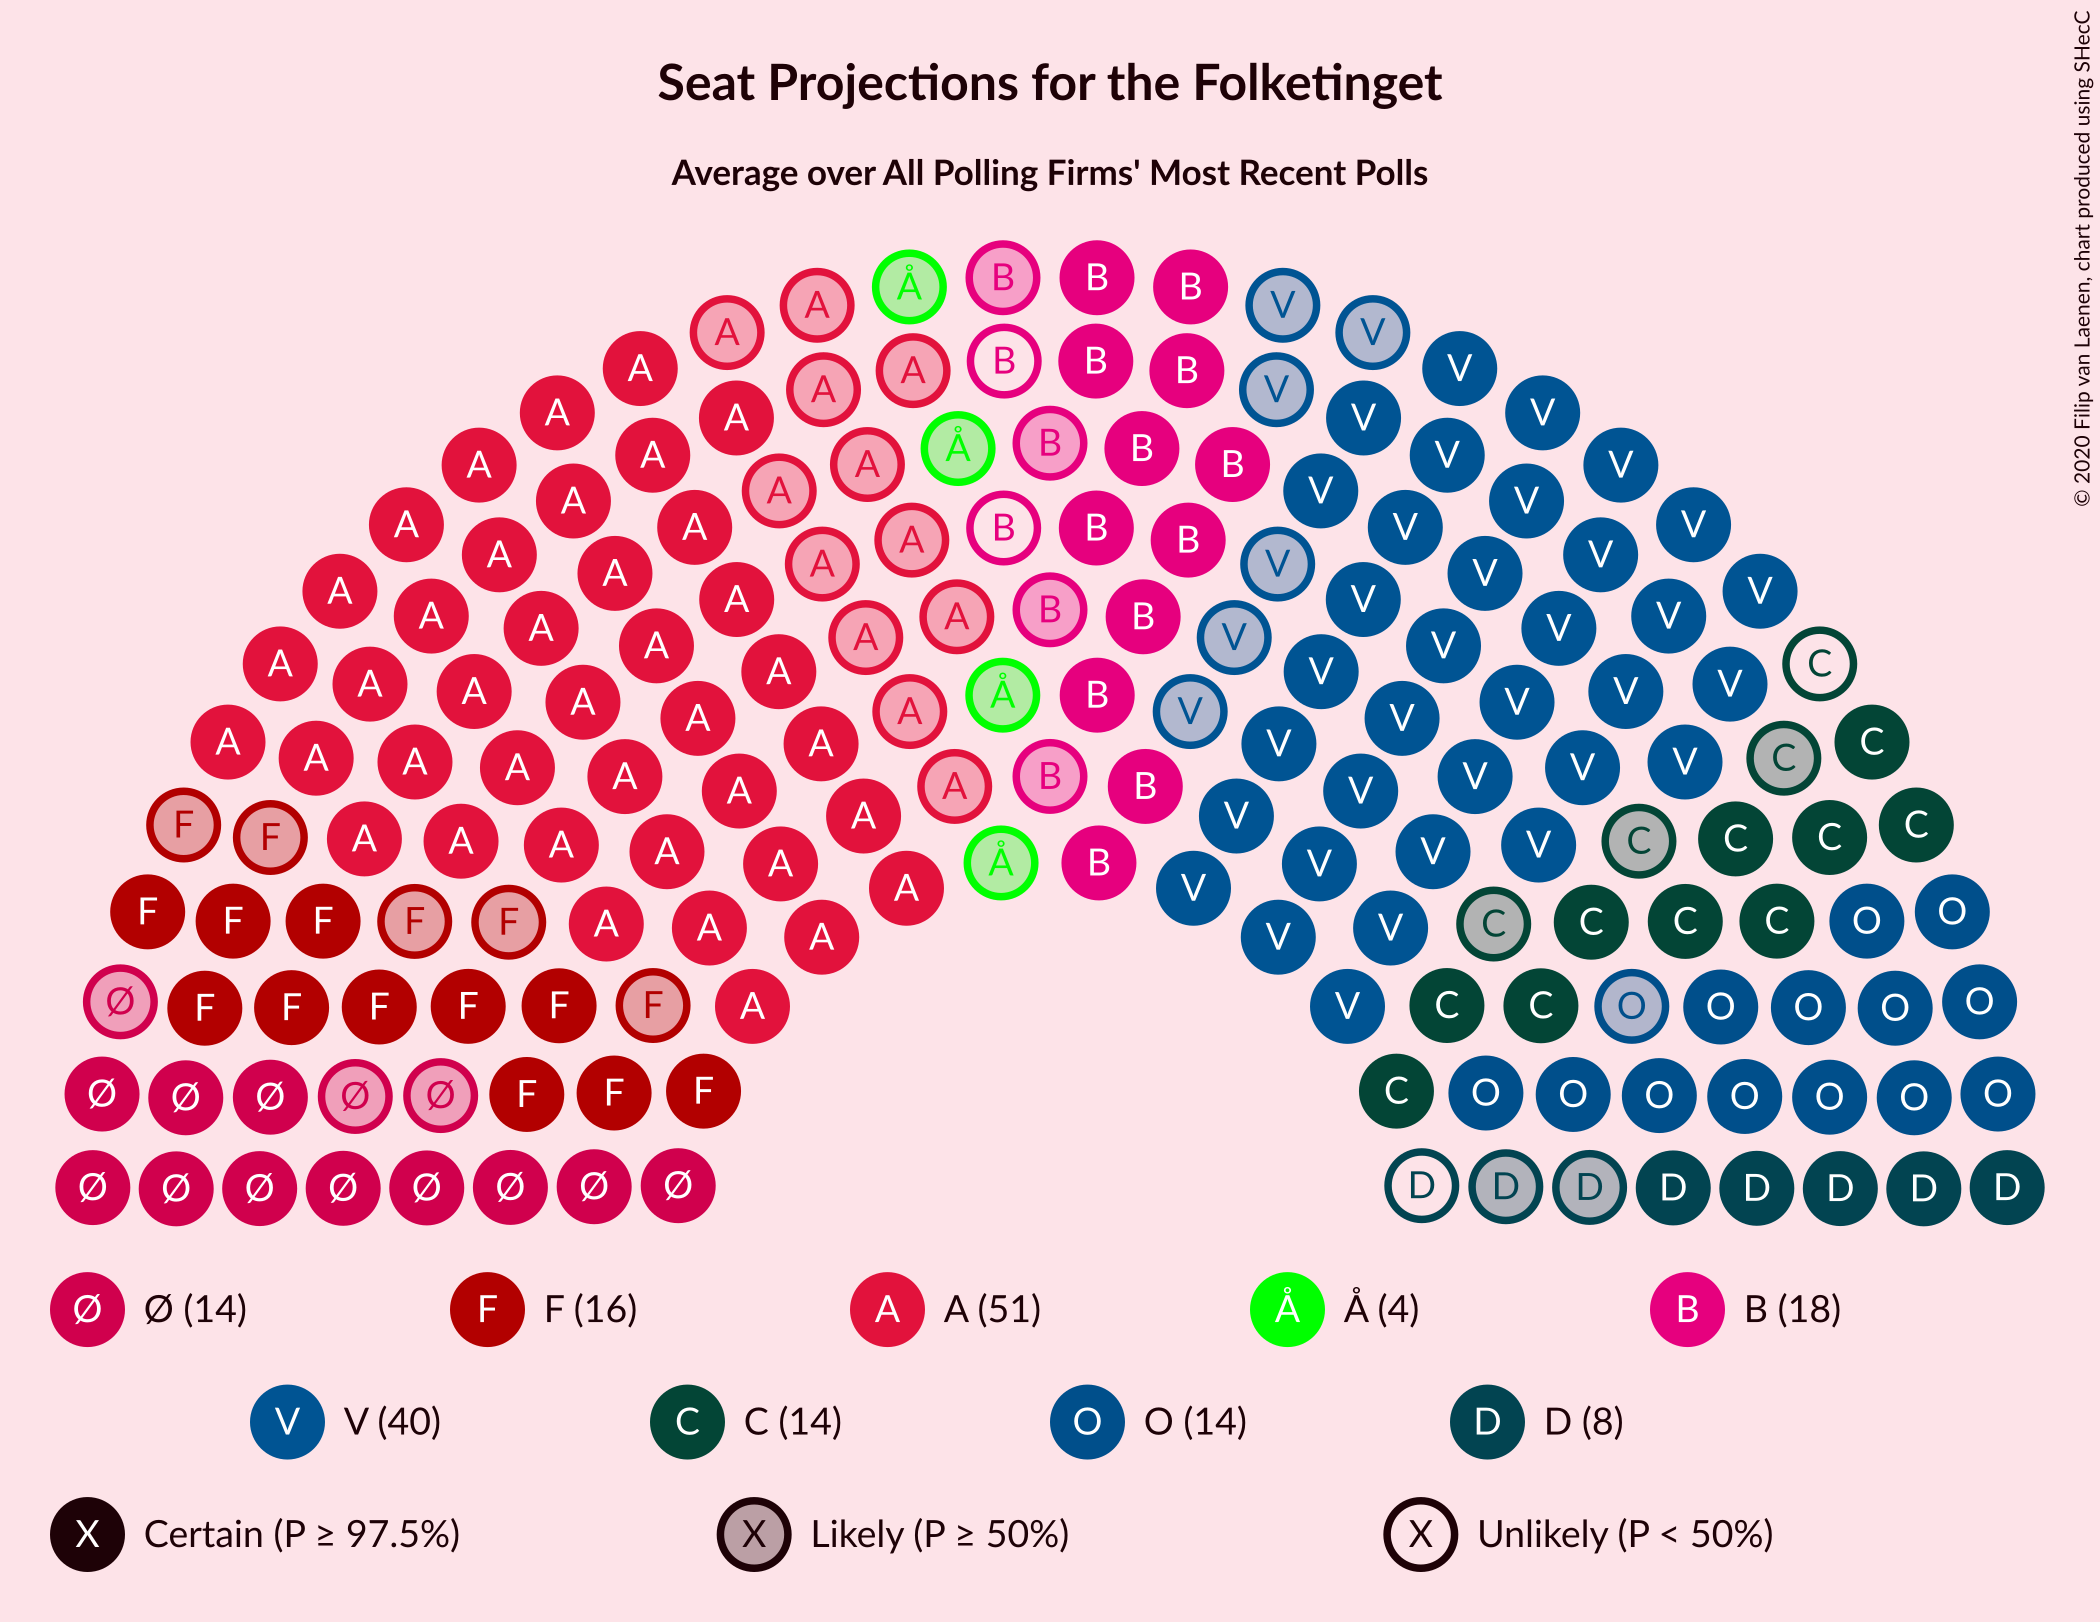 Seat Projections for the Folketinget
Average over All Polling Firms' Most Recent Polls
© 2020 Filip van Laenen, chart produced using SHecC
B B
Å B
A V
A V
A V
B B
A B
A V
A A V V
A V
Å B B
A A V V
A B V
A A V V
A V
A A V V
A B B
A A A V V V
A A V V
A V
A A V V
A B B V
A A A V V V
A A A V V V
A A C
A A V V
A A V V
Å B
A A V V
A A V V
A A V V
A A V C
A A V V C
A A V V
A B B
A A V V
A A V V
F C
F A A A A V C C C
A A V
Å B
A A V V
F O
F F F F A A V C C C C O O
A A V V
Ø O
Ø F F F F F F A V C C O O O O O
Ø Ø Ø Ø Ø F F F C O O O O O O O
Ø Ø Ø Ø Ø Ø Ø Ø D D D D D D D D
Ø Ø (14) F F (16) A A (51) Å Å (4) B B (18)
V V (40) C C (14) O O (14) D D (8)
X Certain (P ≥ 97.5%) X Likely (P ≥ 50%) X Unlikely (P < 50%)